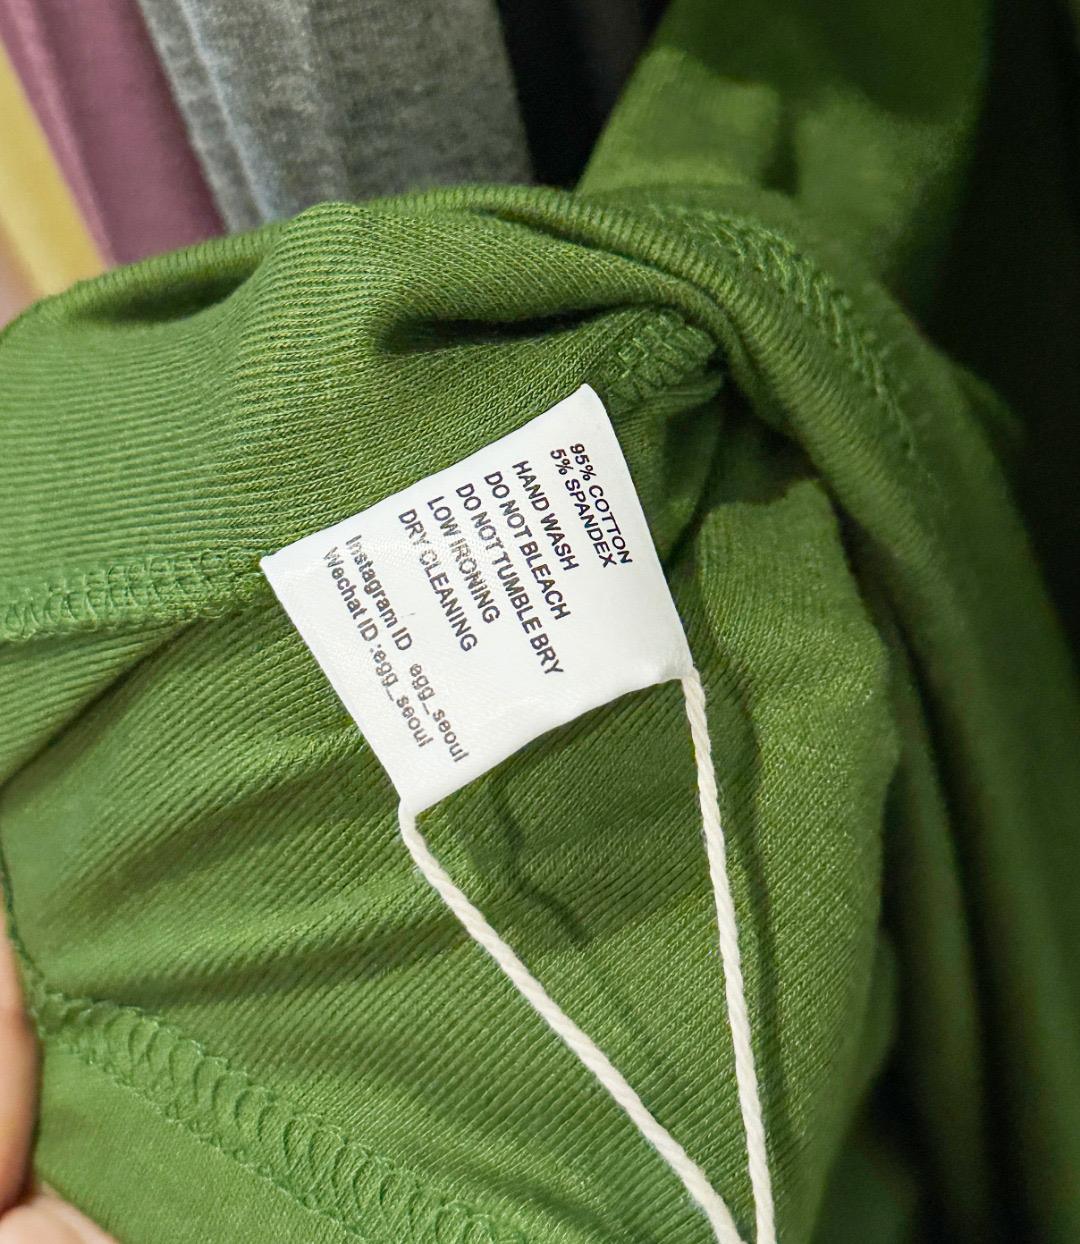 95% COTTON
5% SPANDEX
HAND WASH
DO NOT BLEACH
DO NOT TUMBLE BRY
LOW IRONING
DRY CLEANING
Instagram ID egg_seoul
Wechat ID :egg_seoul